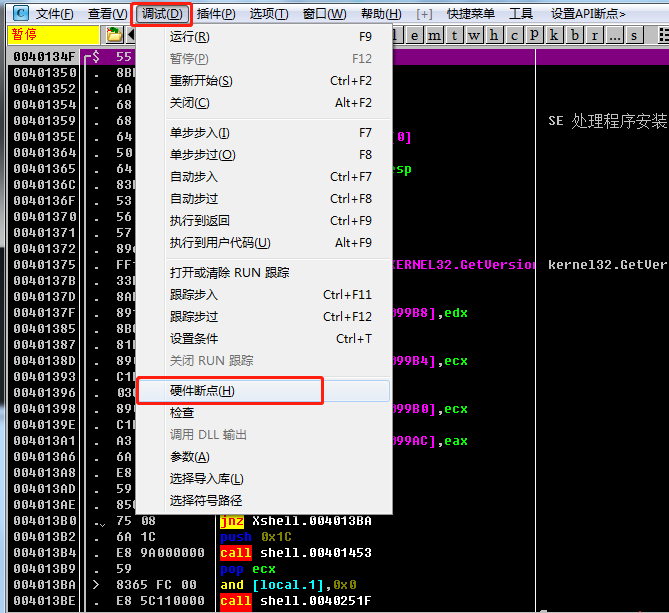 C 文件(F) 查看(V) 调试(D) 插件(P) 选项(T) 窗口(W) 帮助(H) [+] 快捷菜单 工具 设置API断点>
暂停 l e m t w h c p k b r ... s
运行(R) F9
暂停(P) F12
重新开始(S) Ctrl+F2
关闭(C) Alt+F2
单步步入(I) F7
单步步过(O) F8
自动步入 Ctrl+F7
自动步过 Ctrl+F8
执行到返回 Ctrl+F9
执行到用户代码(U) Alt+F9
打开或清除 RUN 跟踪
跟踪步入 Ctrl+F11
跟踪步过 Ctrl+F12
设置条件 Ctrl+T
关闭 RUN 跟踪
硬件断点(H)
检查
调用 DLL 输出
参数(A)
选择导入库(L)
选择符号路径
0040134F $ 55
00401350 . 8B
00401352 . 6A
00401354 . 68
00401359 . 68 SE 处理程序安装
0040135E . 64 0]
00401364 . 50
00401365 . 64 sp
0040136C . 83
0040136F . 53
00401370 . 56
00401371 . 57
00401372 . 89
00401375 . FF KERNEL32.GetVersion kernel32.GetVer
0040137B . 33
0040137D . 8A
0040137F . 89 099B8],edx
00401385 . 8B
00401387 . 81
0040138D . 89 099B4],ecx
00401393 . C1
00401396 . 03
00401398 . 89 099B0],ecx
0040139E . C1
004013A1 . A3 099AC],eax
004013A6 . 6A
004013A8 . E8
004013AD . 59
004013AE . 85
004013B0 . 75 08 jnz Xshell.004013BA
004013B2 . 6A 1C push 0x1C
004013B4 . E8 9A000000 call shell.00401453
004013B9 . 59 pop ecx
004013BA > 8365 FC 00 and [local.1],0x0
004013BE . E8 5C110000 call shell.0040251F